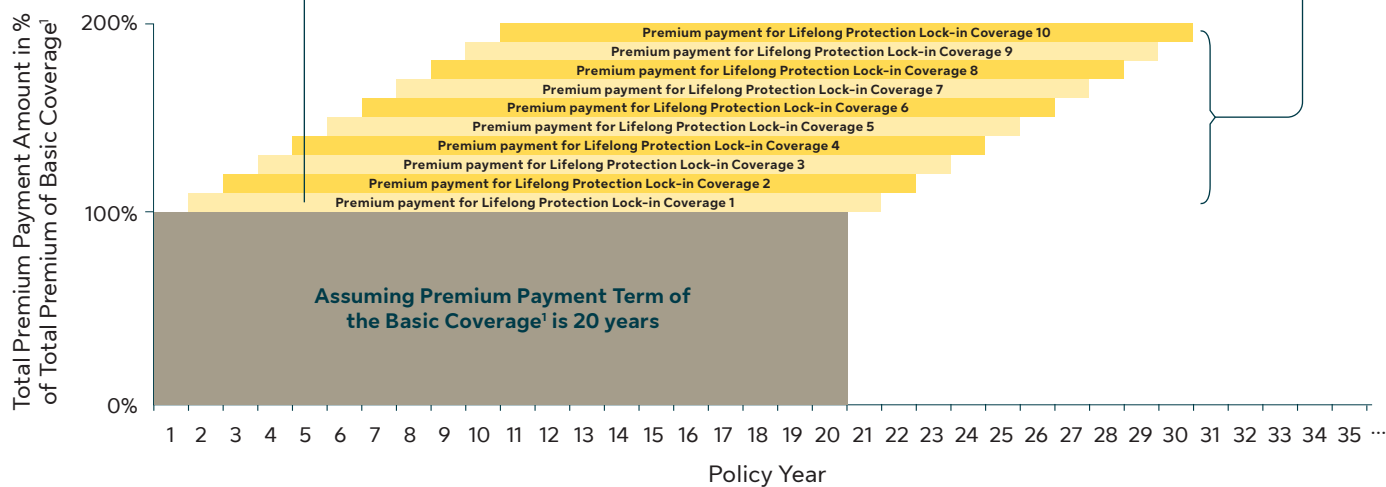 Total Premium Payment Amount in %
of Total Premium of Basic Coverage¹
200%
Premium payment for Lifelong Protection Lock-in Coverage 10
Premium payment for Lifelong Protection Lock-in Coverage 9
Premium payment for Lifelong Protection Lock-in Coverage 8
Premium payment for Lifelong Protection Lock-in Coverage 7
Premium payment for Lifelong Protection Lock-in Coverage 6
Premium payment for Lifelong Protection Lock-in Coverage 5
Premium payment for Lifelong Protection Lock-in Coverage 4
Premium payment for Lifelong Protection Lock-in Coverage 3
Premium payment for Lifelong Protection Lock-in Coverage 2
Premium payment for Lifelong Protection Lock-in Coverage 1
100%
Assuming Premium Payment Term of
the Basic Coverage¹ is 20 years
0%
1 2 3 4 5 6 7 8 9 10 11 12 13 14 15 16 17 18 19 20 21 22 23 24 25 26 27 28 29 30 31 32 33 34 35 ...
Policy Year